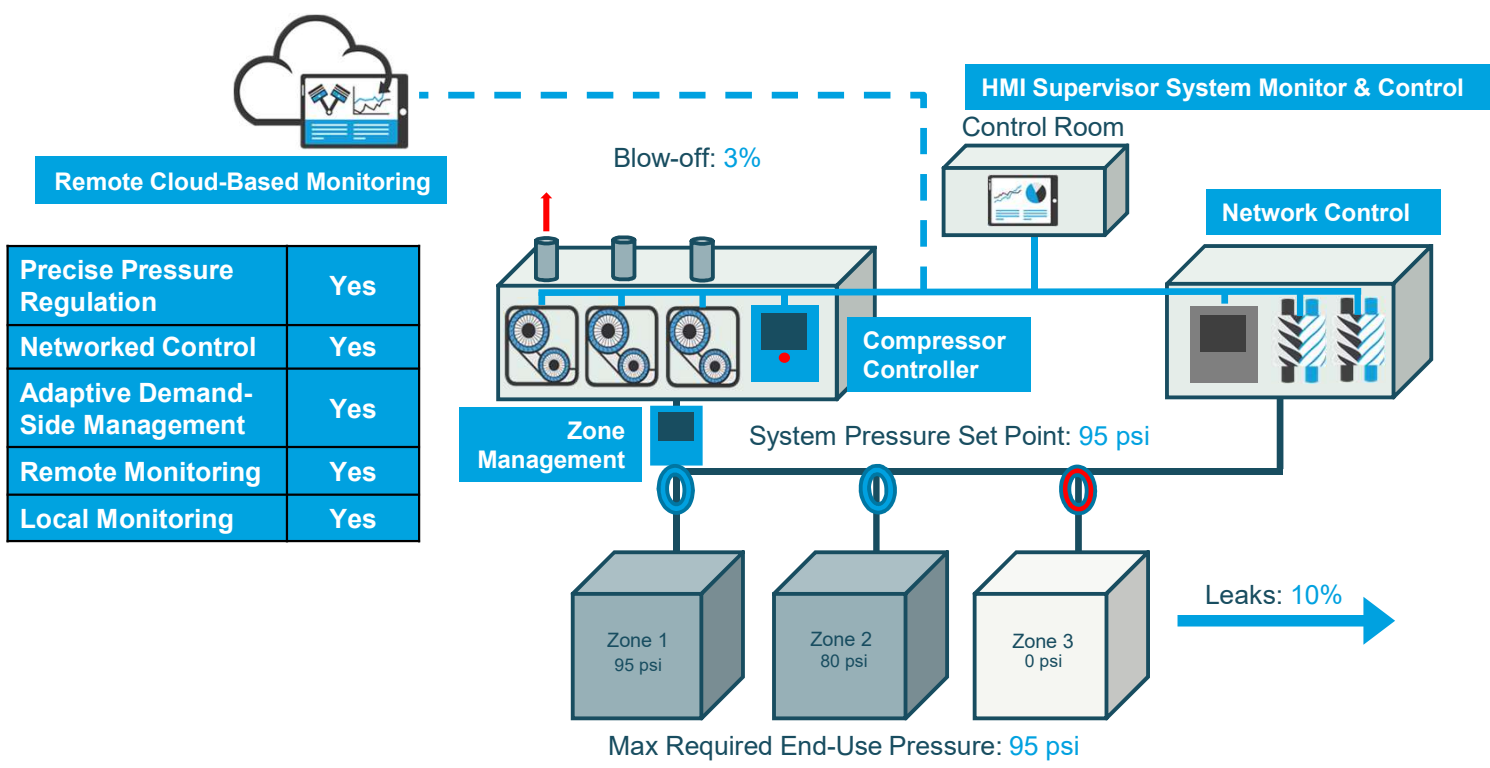 HMI Supervisor System Monitor & Control
Control Room
Blow-off: 3%
Remote Cloud-Based Monitoring
Network Control
Precise Pressure
Regulation
Yes
Networked Control
Yes
Adaptive Demand-
Side Management
Yes
Remote Monitoring
Yes
Local Monitoring
Yes
Compressor
Controller
Zone
Management
System Pressure Set Point: 95 psi
Zone 1
95 psi
Zone 2
80 psi
Zone 3
0 psi
Leaks: 10%
Max Required End-Use Pressure: 95 psi